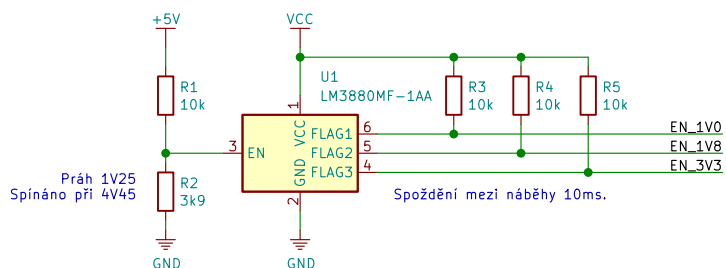 +5V
VCC
R1
10k
U1
LM3880MF-1AA
R3
10k
R4
10k
R5
10k
1
VCC
3
EN
FLAG1
6
EN_1V0
FLAG2
5
EN_1V8
FLAG3
4
EN_3V3
GND
2
Práh 1V25
Spínáno při 4V45
R2
3k9
Spoždění mezi náběhy 10ms.
GND
GND